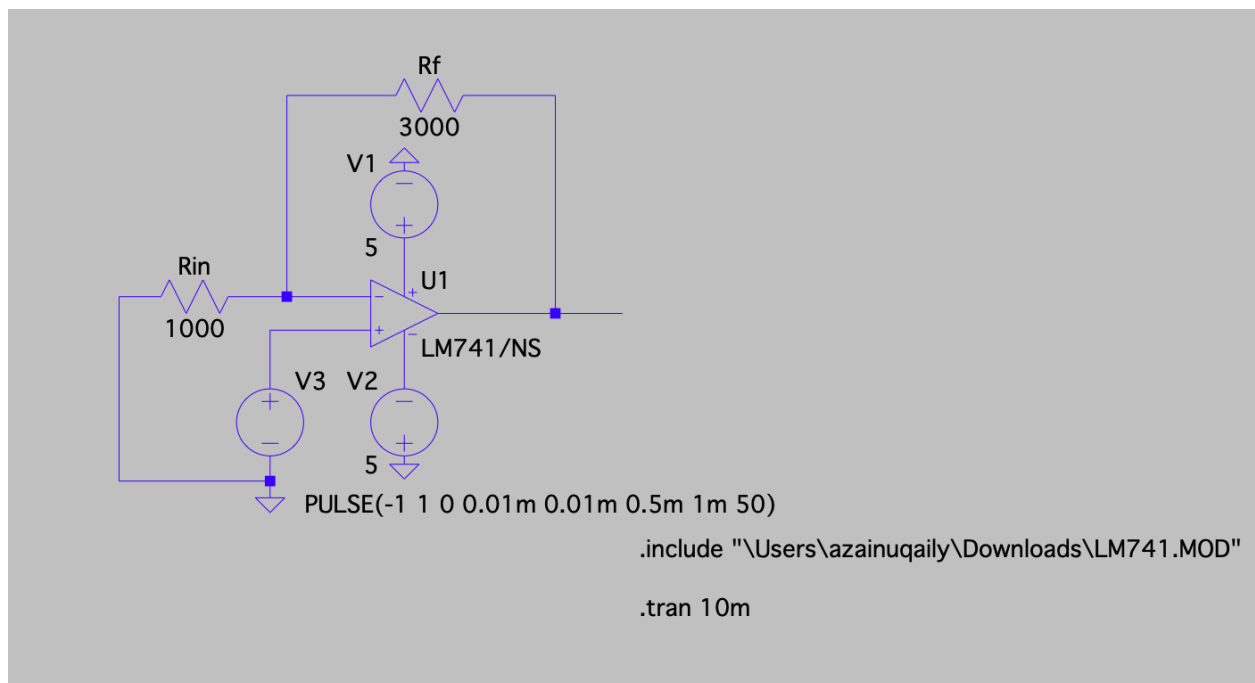 Rf
3000
V1
5
Rin
1000
U1
LM741/NS
V3
V2
5
PULSE(-1 1 0 0.01m 0.01m 0.5m 1m 50)
.include "\Users\azainuqaily\Downloads\LM741.MOD"
.tran 10m